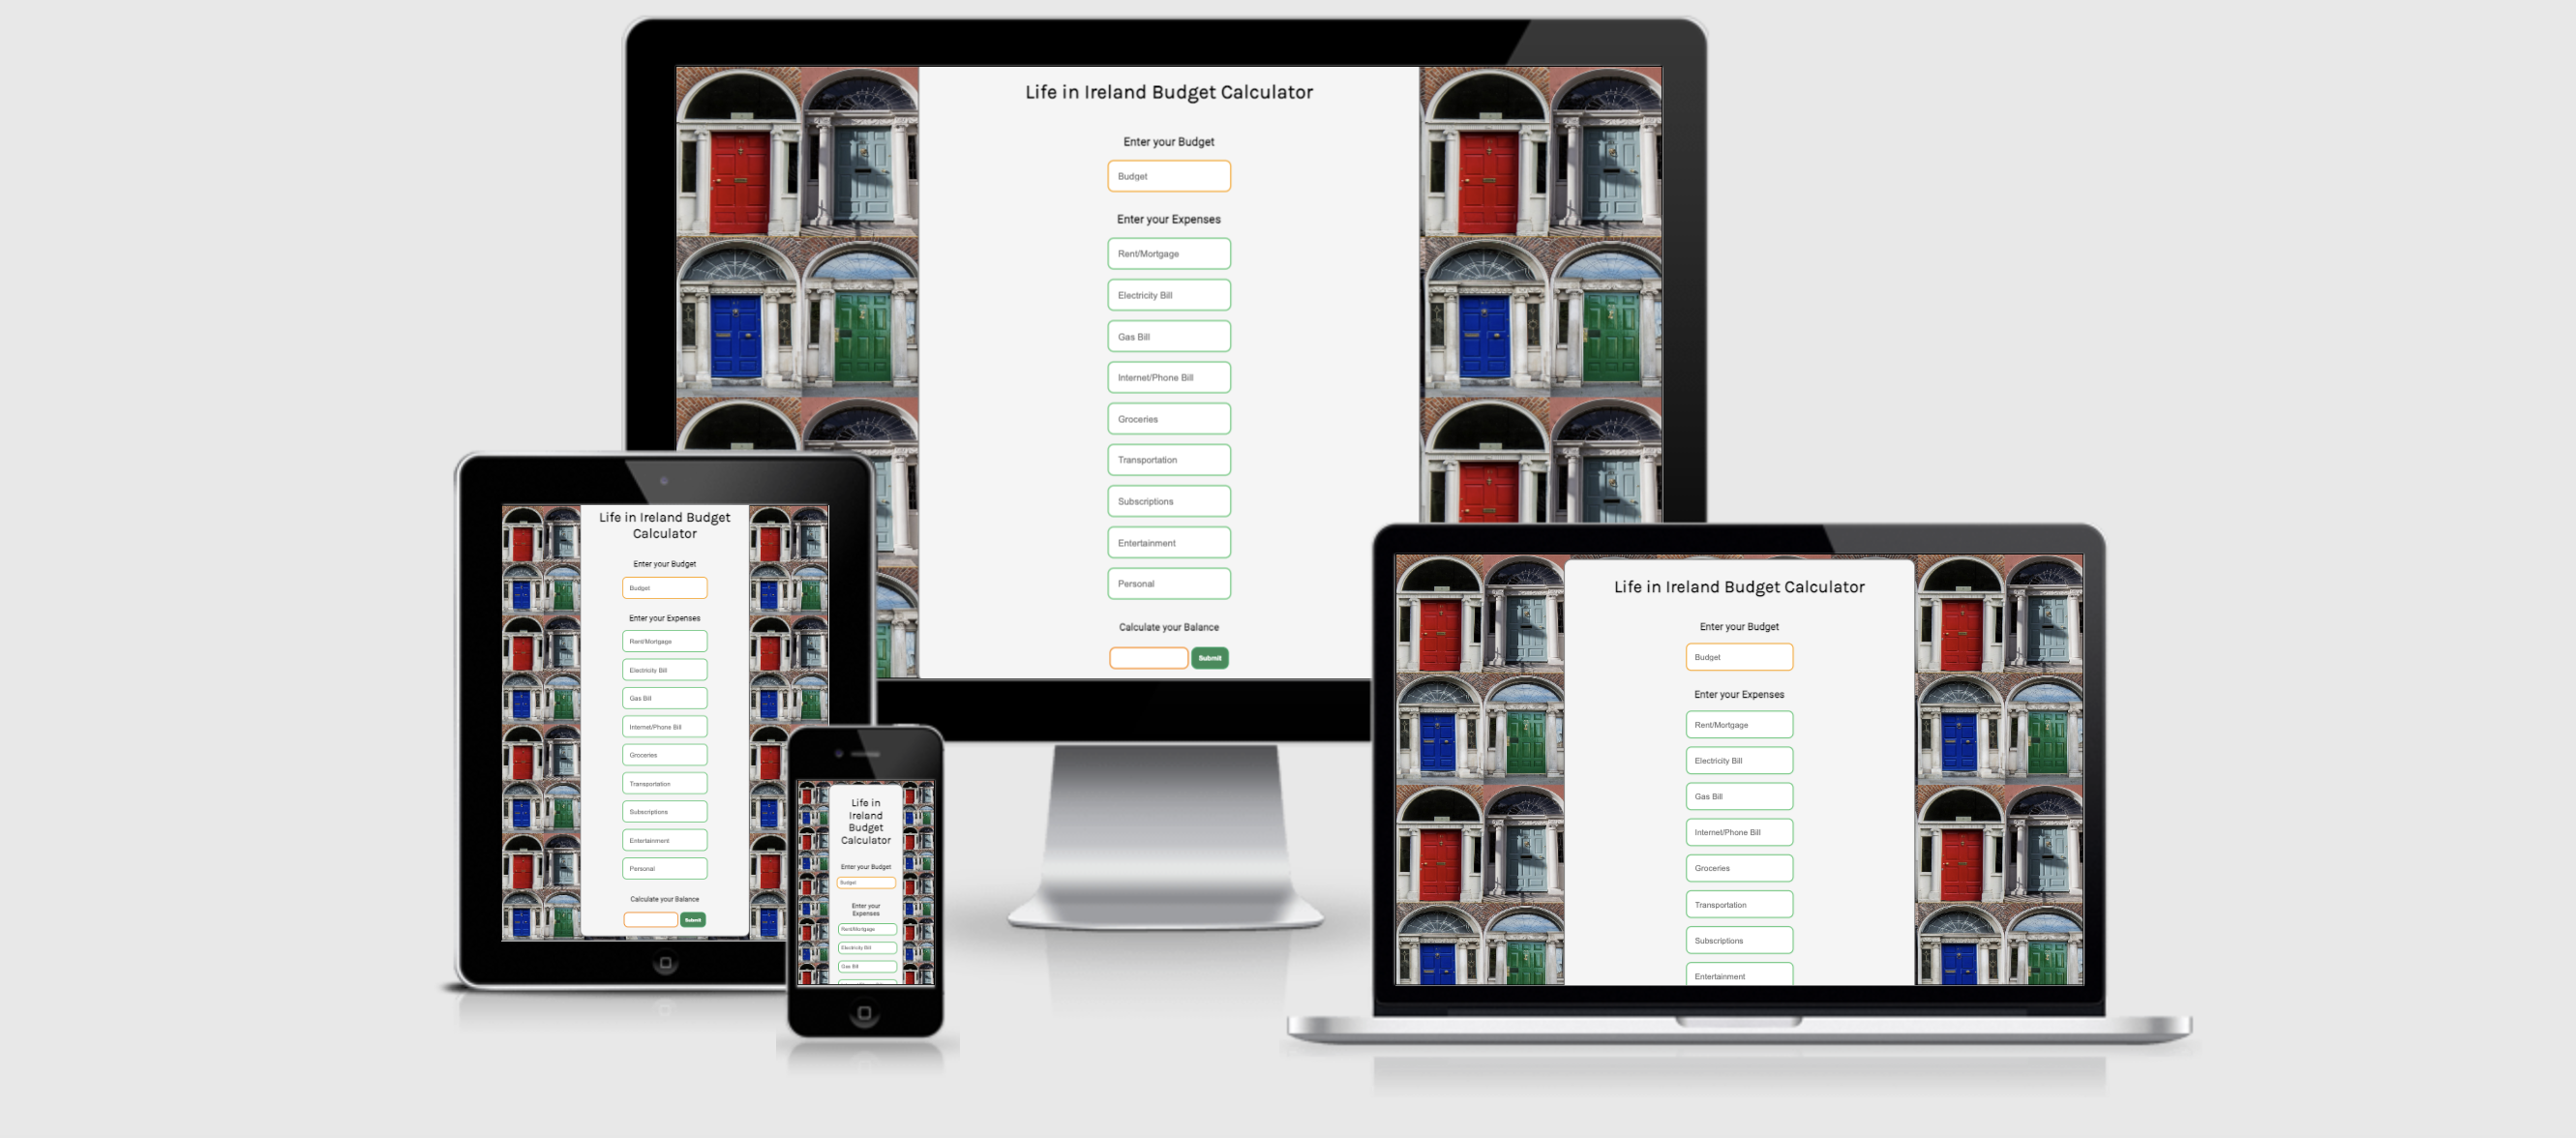 Life in Ireland Budget Calculator
Enter your Budget
Budget
Enter your Expenses
Rent/Mortgage
Electricity Bill
Gas Bill
Internet/Phone Bill
Groceries
Transportation
Subscriptions
Entertainment
Personal
Calculate your Balance
Submit
Life in Ireland Budget
Calculator
Enter your Budget
Budget
Enter your Expenses
Rent/Mortgage
Electricity Bill
Gas Bill
Internet/Phone Bill
Groceries
Transportation
Subscriptions
Entertainment
Personal
Calculate your Balance
Submit
Life in
Ireland
Budget
Calculator
Enter your Budget
Budget
Enter your
Expenses
Rent/Mortgage
Electricity Bill
Gas Bill
Life in Ireland Budget Calculator
Enter your Budget
Budget
Enter your Expenses
Rent/Mortgage
Electricity Bill
Gas Bill
Internet/Phone Bill
Groceries
Transportation
Subscriptions
Entertainment